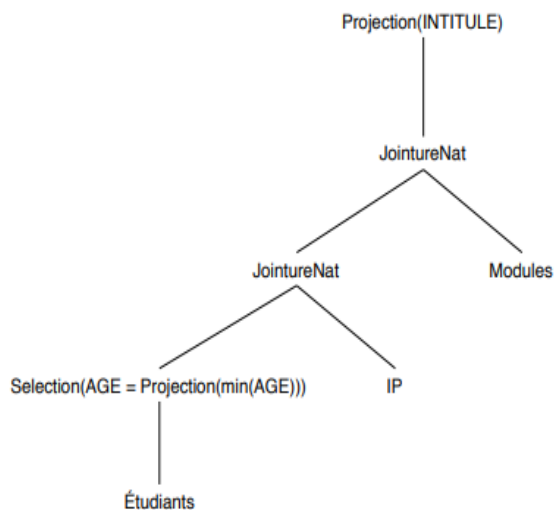 Projection(INTITULE)
JointureNat
JointureNat
Modules
Selection(AGE = Projection(min(AGE)))
IP
Étudiants